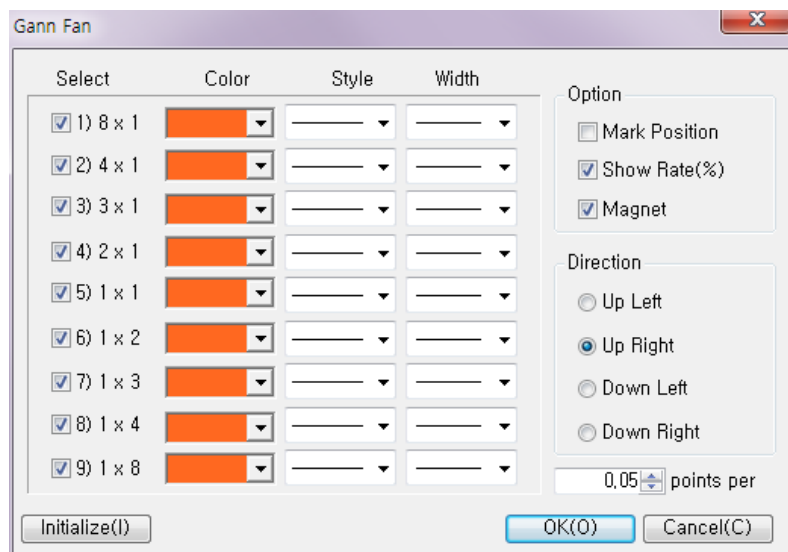 Gann Fan
Select Color Style Width
1) 8 x 1
2) 4 x 1
3) 3 x 1
4) 2 x 1
5) 1 x 1
6) 1 x 2
7) 1 x 3
8) 1 x 4
9) 1 x 8
Option
Mark Position
Show Rate(%)
Magnet
Direction
Up Left
Up Right
Down Left
Down Right
0,05 points per
Initialize(I) OK(O) Cancel(C)